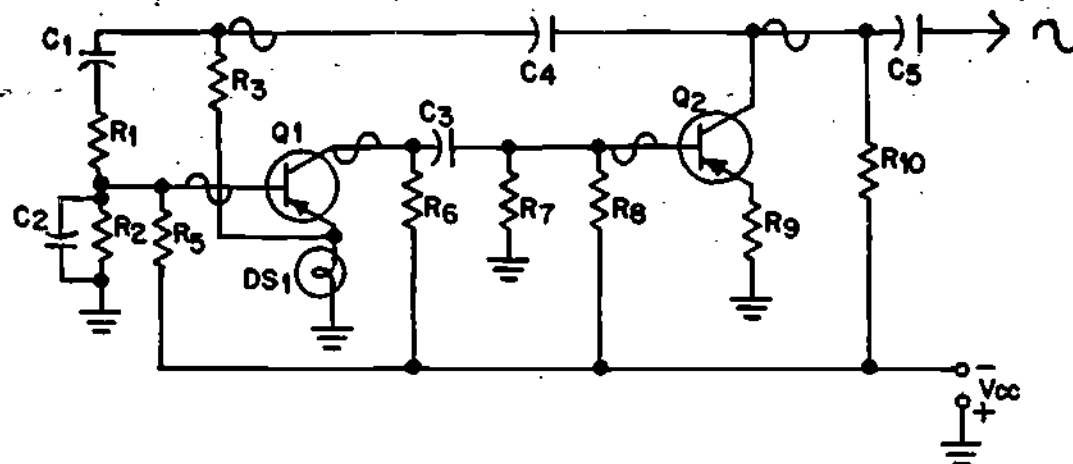 C1
R3
C4
C5
Q2
R1
Q1
C3
R10
C2
R2
R5
R6
R7
R8
R9
DS1
−
Vcc
+